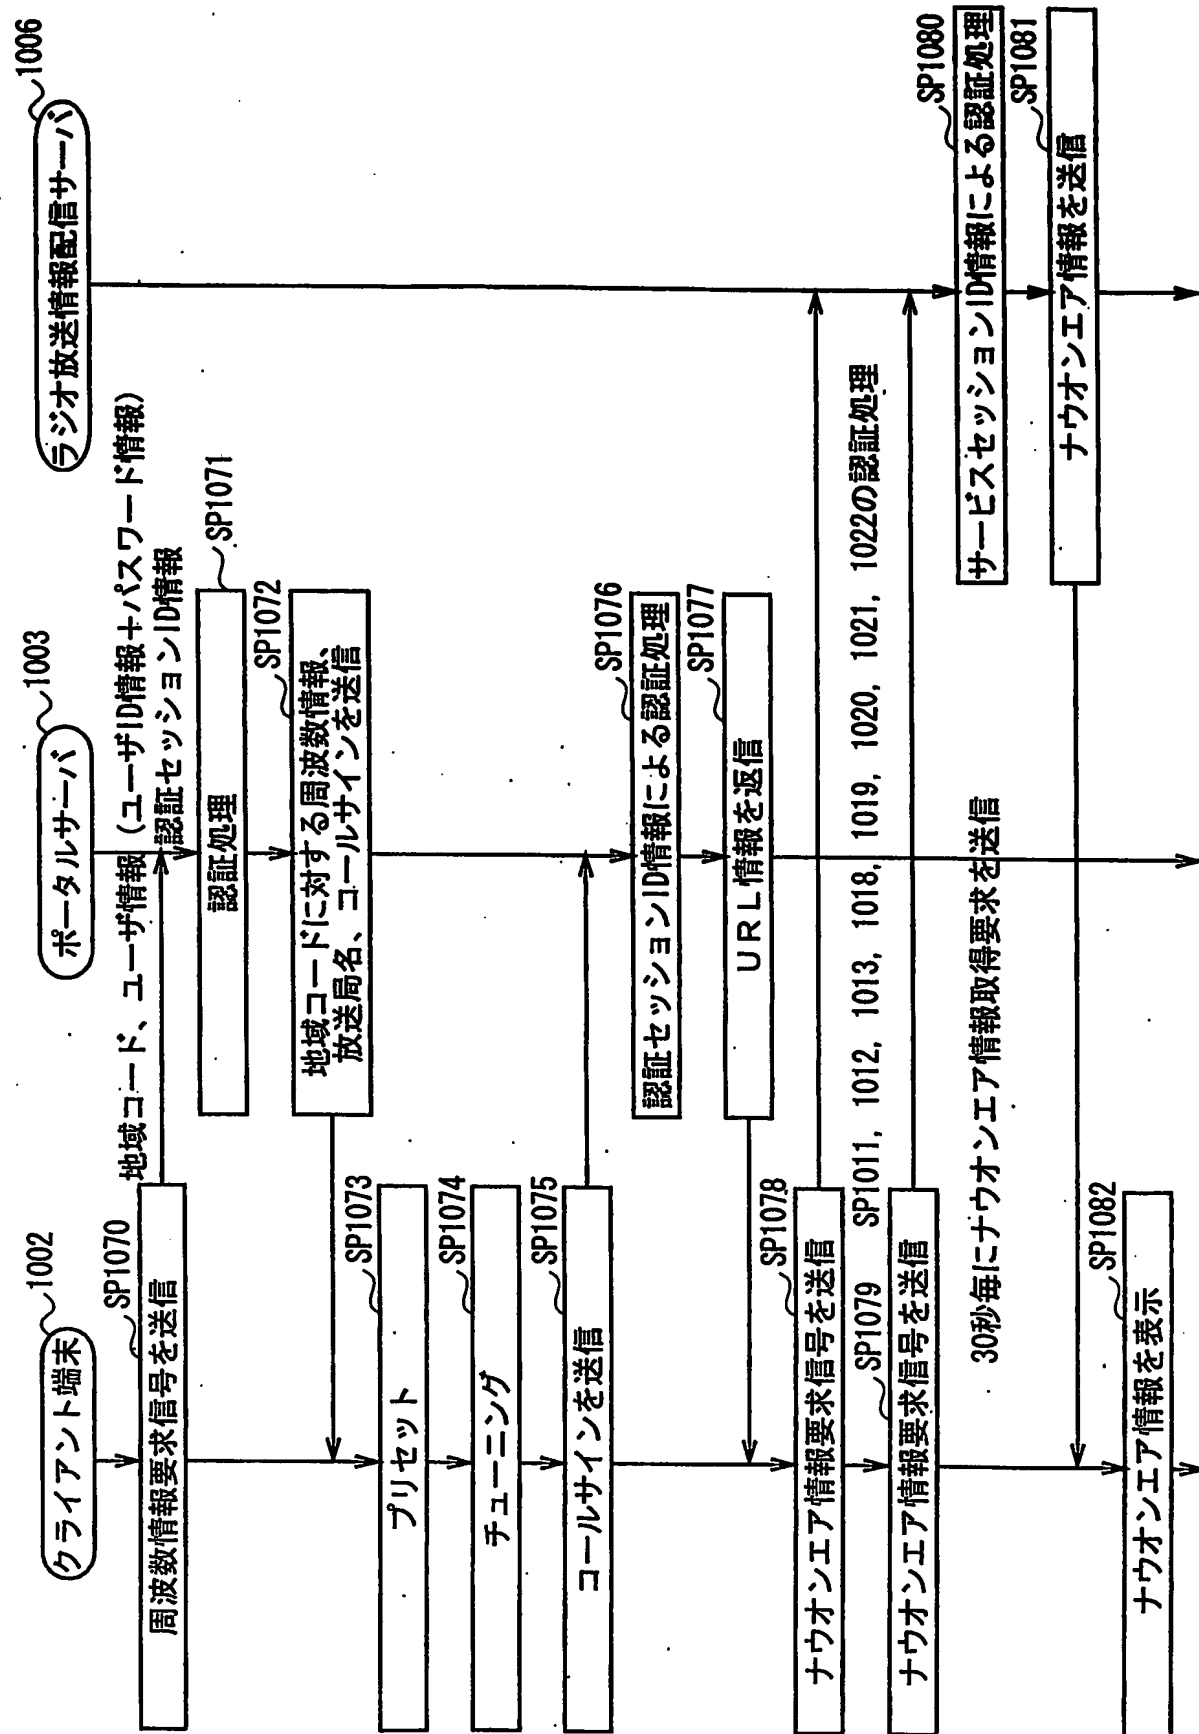 クライアント端末
1002
ポータルサーバ
1003
ラジオ放送情報配信サーバ
1006
SP1070
周波数情報要求信号を送信
地域コード、ユーザ情報(ユーザID情報+パスワード情報)
認証セッションID情報
SP1071
認証処理
SP1072
地域コードに対する周波数情報、
放送局名、コールサインを送信
SP1073
プリセット
SP1074
チューニング
SP1075
コールサインを送信
SP1076
認証セッションID情報による認証処理
SP1077
URL情報を返信
SP1078
ナウオンエア情報要求信号を送信
SP1011, 1012, 1013, 1018, 1019, 1020, 1021, 1022の認証処理
SP1079
ナウオンエア情報要求信号を送信
SP1080
サービスセッションID情報による認証処理
30秒毎にナウオンエア情報取得要求を送信
SP1081
ナウオンエア情報を送信
SP1082
ナウオンエア情報を表示